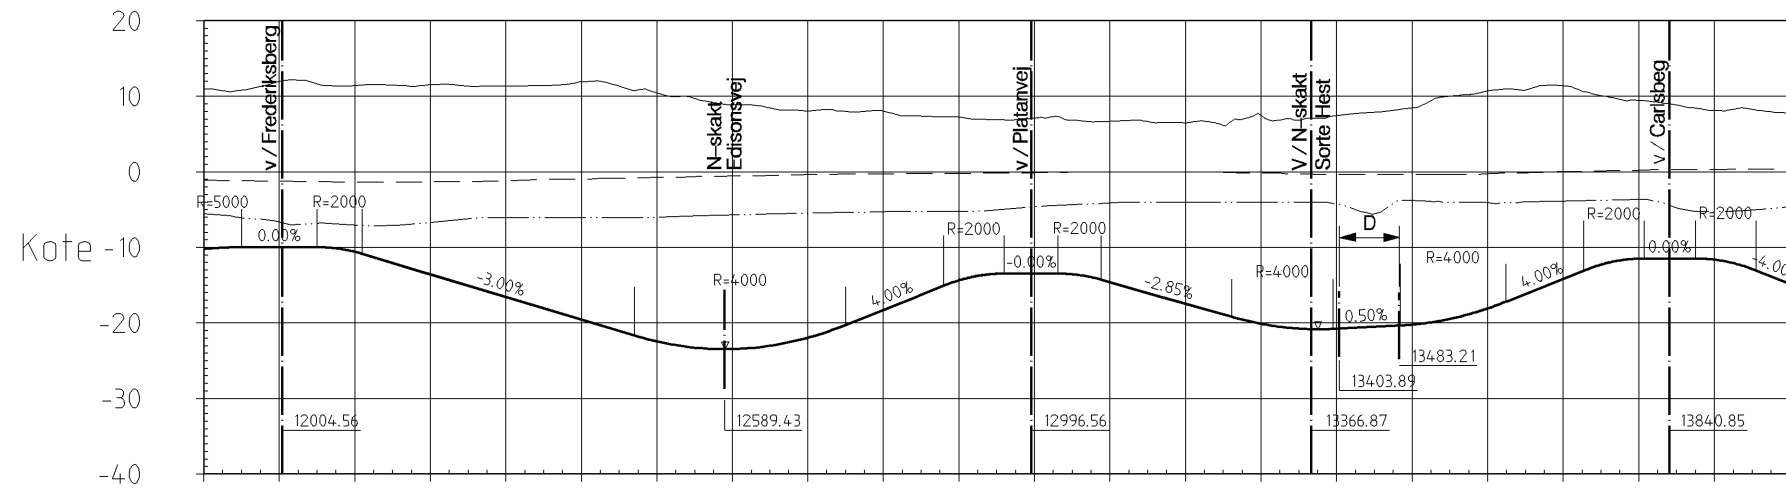 20
10
0
Kote -10
-20
-30
-40
v/Frederiksberg
N-skakt
Edisonsvej
v/Platanvej
V/N-skakt
Sorte Hest
v/Carlsbeg
R=5000
R=2000
0.00%
-3.00%
R=4000
4.00%
R=2000
-0.00%
R=2000
-2.85%
R=4000
D
0.50%
R=4000
4.00%
R=2000
0.00%
R=2000
-4.00
13483.21
13403.89
12004.56
12589.43
12996.56
13366.87
13840.85